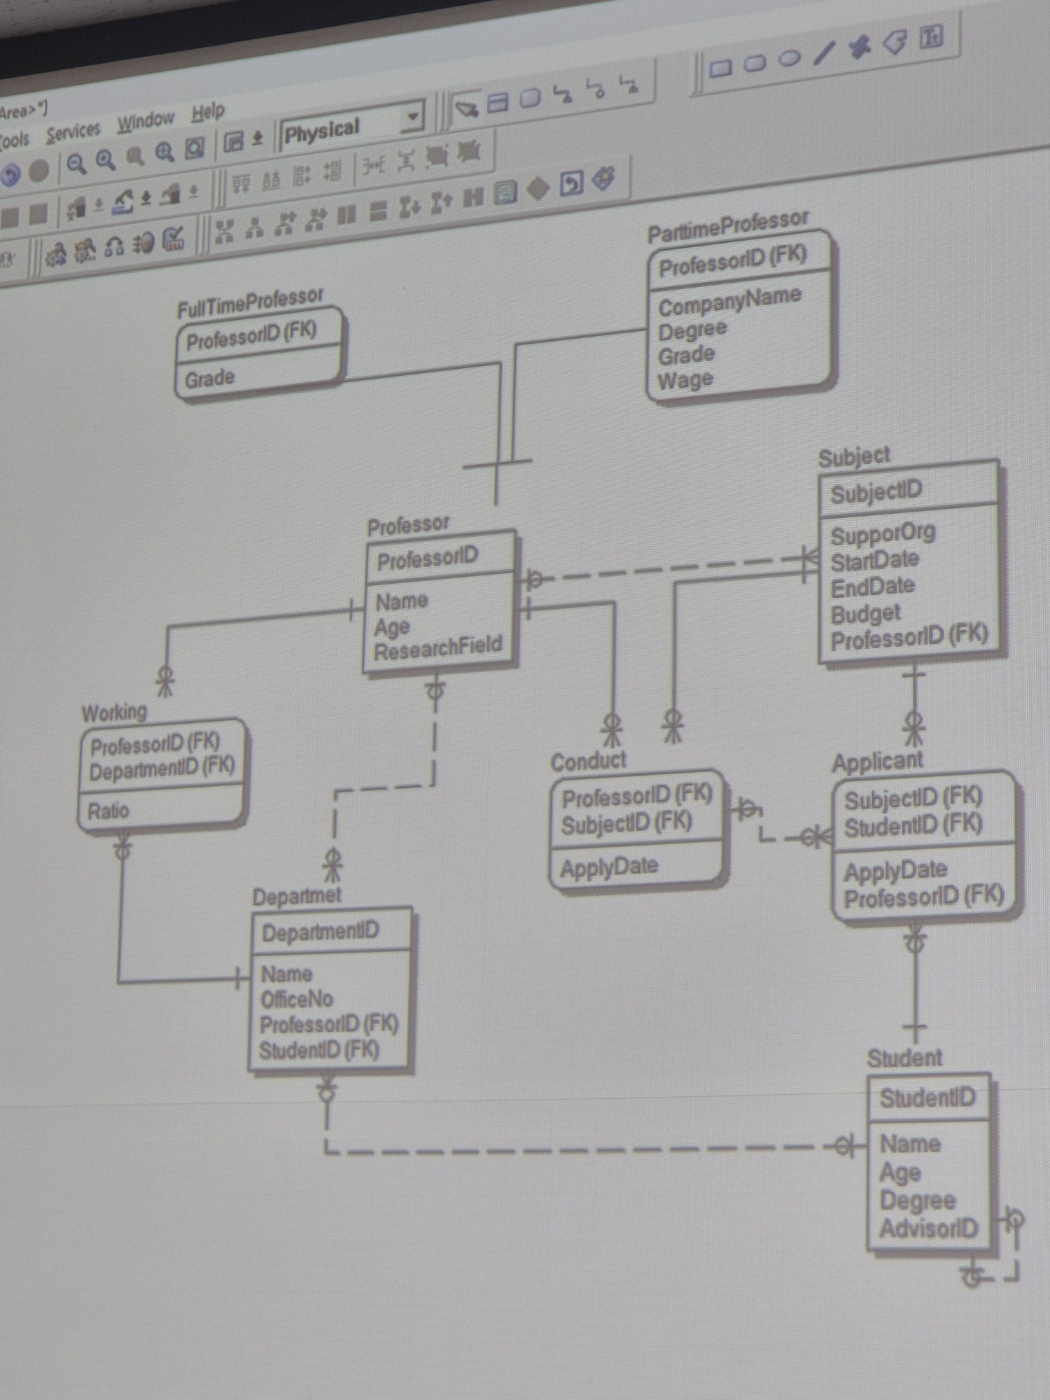 Area>*]
Tools Services Window Help
Physical
ParttimeProfessor
ProfessorID (FK)
CompanyName
Degree
Grade
Wage
FullTimeProfessor
ProfessorID (FK)
Grade
Subject
SubjectID
SupporOrg
StartDate
EndDate
Budget
ProfessorID (FK)
Professor
ProfessorID
Name
Age
ResearchField
Working
ProfessorID (FK)
DepartmentID (FK)
Ratio
Conduct
ProfessorID (FK)
SubjectID (FK)
ApplyDate
Applicant
SubjectID (FK)
StudentID (FK)
ApplyDate
ProfessorID (FK)
Departmet
DepartmentID
Name
OfficeNo
ProfessorID (FK)
StudentID (FK)
Student
StudentID
Name
Age
Degree
AdvisorID